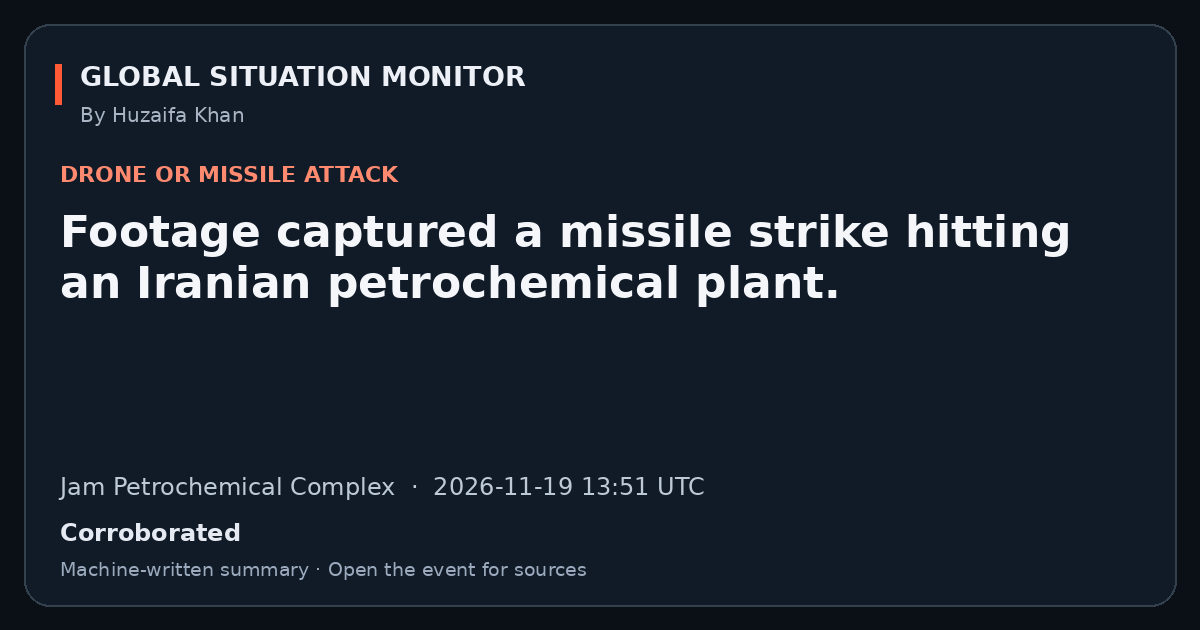 GLOBAL SITUATION MONITOR
By Huzaifa Khan
DRONE OR MISSILE ATTACK
Footage captured a missile strike hitting
an Iranian petrochemical plant.
Jam Petrochemical Complex · 2026-11-19 13:51 UTC
Corroborated
Machine-written summary · Open the event for sources